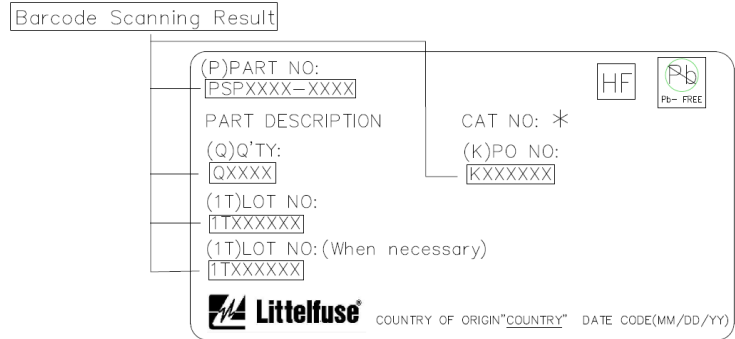 Barcode Scanning Result
(P)PART NO:
PSPXXXX-XXXX
HF
Pb
Pb- FREE
PART DESCRIPTION
CAT NO: *
(Q)Q'TY:
(K)PO NO:
QXXXX
KXXXXXX
(1T)LOT NO:
1TXXXXXX
(1T)LOT NO:(When necessary)
1TXXXXXX
Littelfuse®
COUNTRY OF ORIGIN"COUNTRY"
DATE CODE(MM/DD/YY)